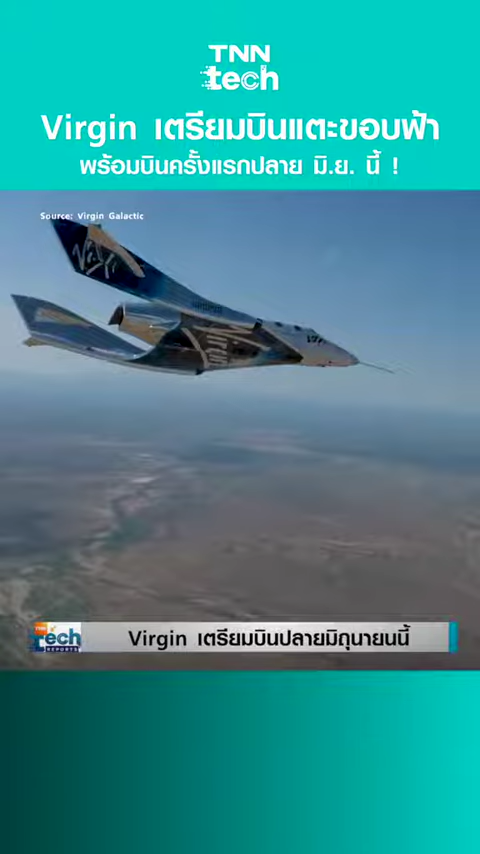 TNN
tech
Virgin เตรียมบินแตะขอบฟ้า
พร้อมบินครั้งแรกปลาย มิ.ย. นี้ !
Source: Virgin Galactic
Virgin
tech
REPORTS
Virgin เตรียมบินปลายมิถุนายนนี้